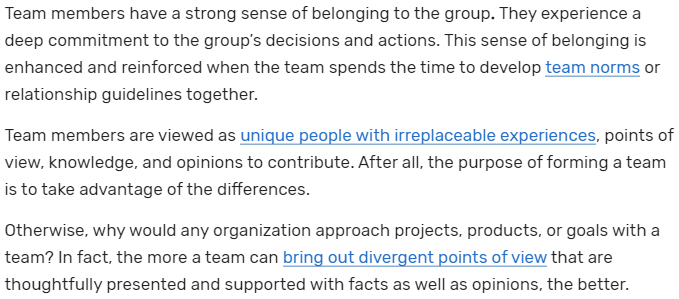 Team members have a strong sense of belonging to the group. They experience a
deep commitment to the group’s decisions and actions. This sense of belonging is
enhanced and reinforced when the team spends the time to develop team norms or
relationship guidelines together.
Team members are viewed as unique people with irreplaceable experiences, points of
view, knowledge, and opinions to contribute. After all, the purpose of forming a team
is to take advantage of the differences.
Otherwise, why would any organization approach projects, products, or goals with a
team? In fact, the more a team can bring out divergent points of view that are
thoughtfully presented and supported with facts as well as opinions, the better.